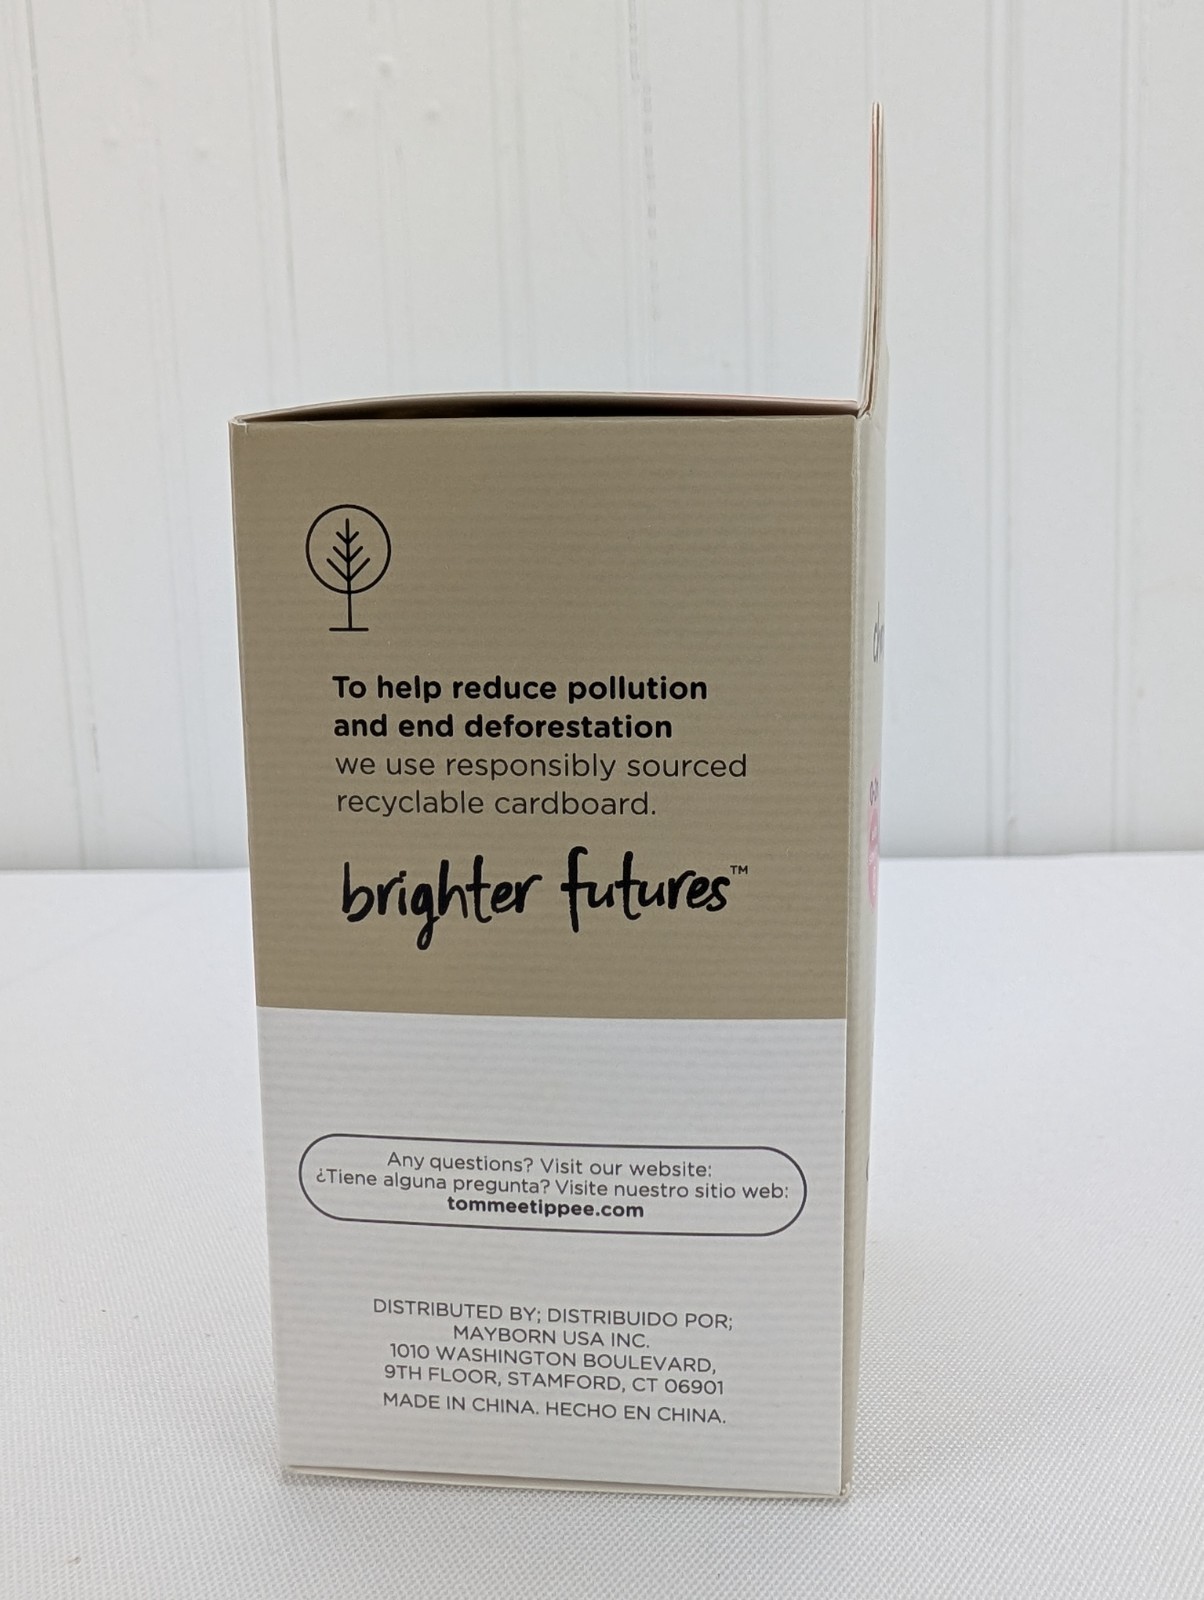 To help reduce pollution
and end deforestation
we use responsibly sourced
recyclable cardboard.
brighter futures™
Any questions? Visit our website:
¿Tiene alguna pregunta? Visite nuestro sitio web:
tommeetippee.com
DISTRIBUTED BY; DISTRIBUIDO POR;
MAYBORN USA INC.
1010 WASHINGTON BOULEVARD,
9TH FLOOR, STAMFORD, CT 06901
MADE IN CHINA. HECHO EN CHINA.